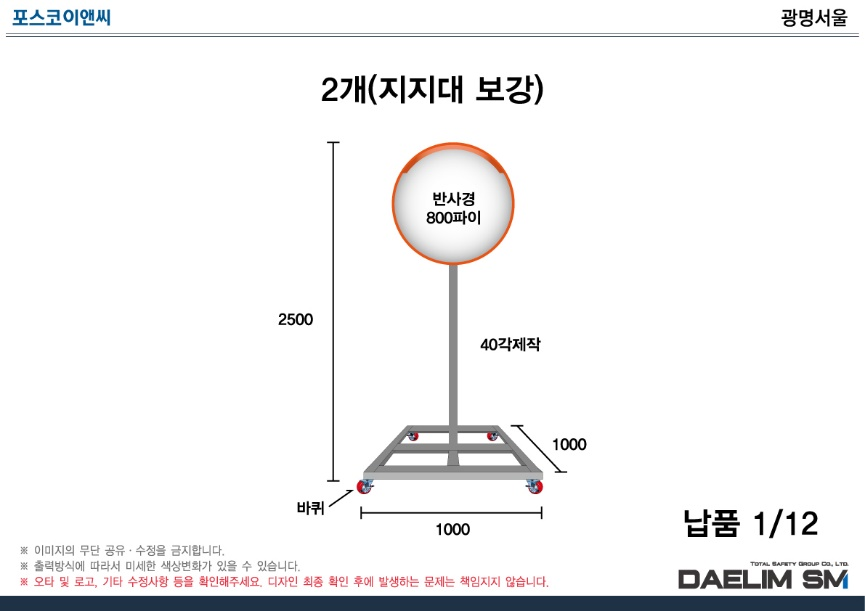 포스코이앤씨
광명서울
2개(지지대 보강)
반사경
800파이
2500
40각제작
1000
바퀴
1000
납품 1/12
※ 이미지의 무단 공유 · 수정을 금지합니다.
※ 출력방식에 따라서 미세한 색상변화가 있을 수 있습니다.
※ 오타 및 로고, 기타 수정사항 등을 확인해주세요. 디자인 최종 확인 후에 발생하는 문제는 책임지지 않습니다.
TOTAL SAFETY GROUP CO., LTD.
DAELIM SM